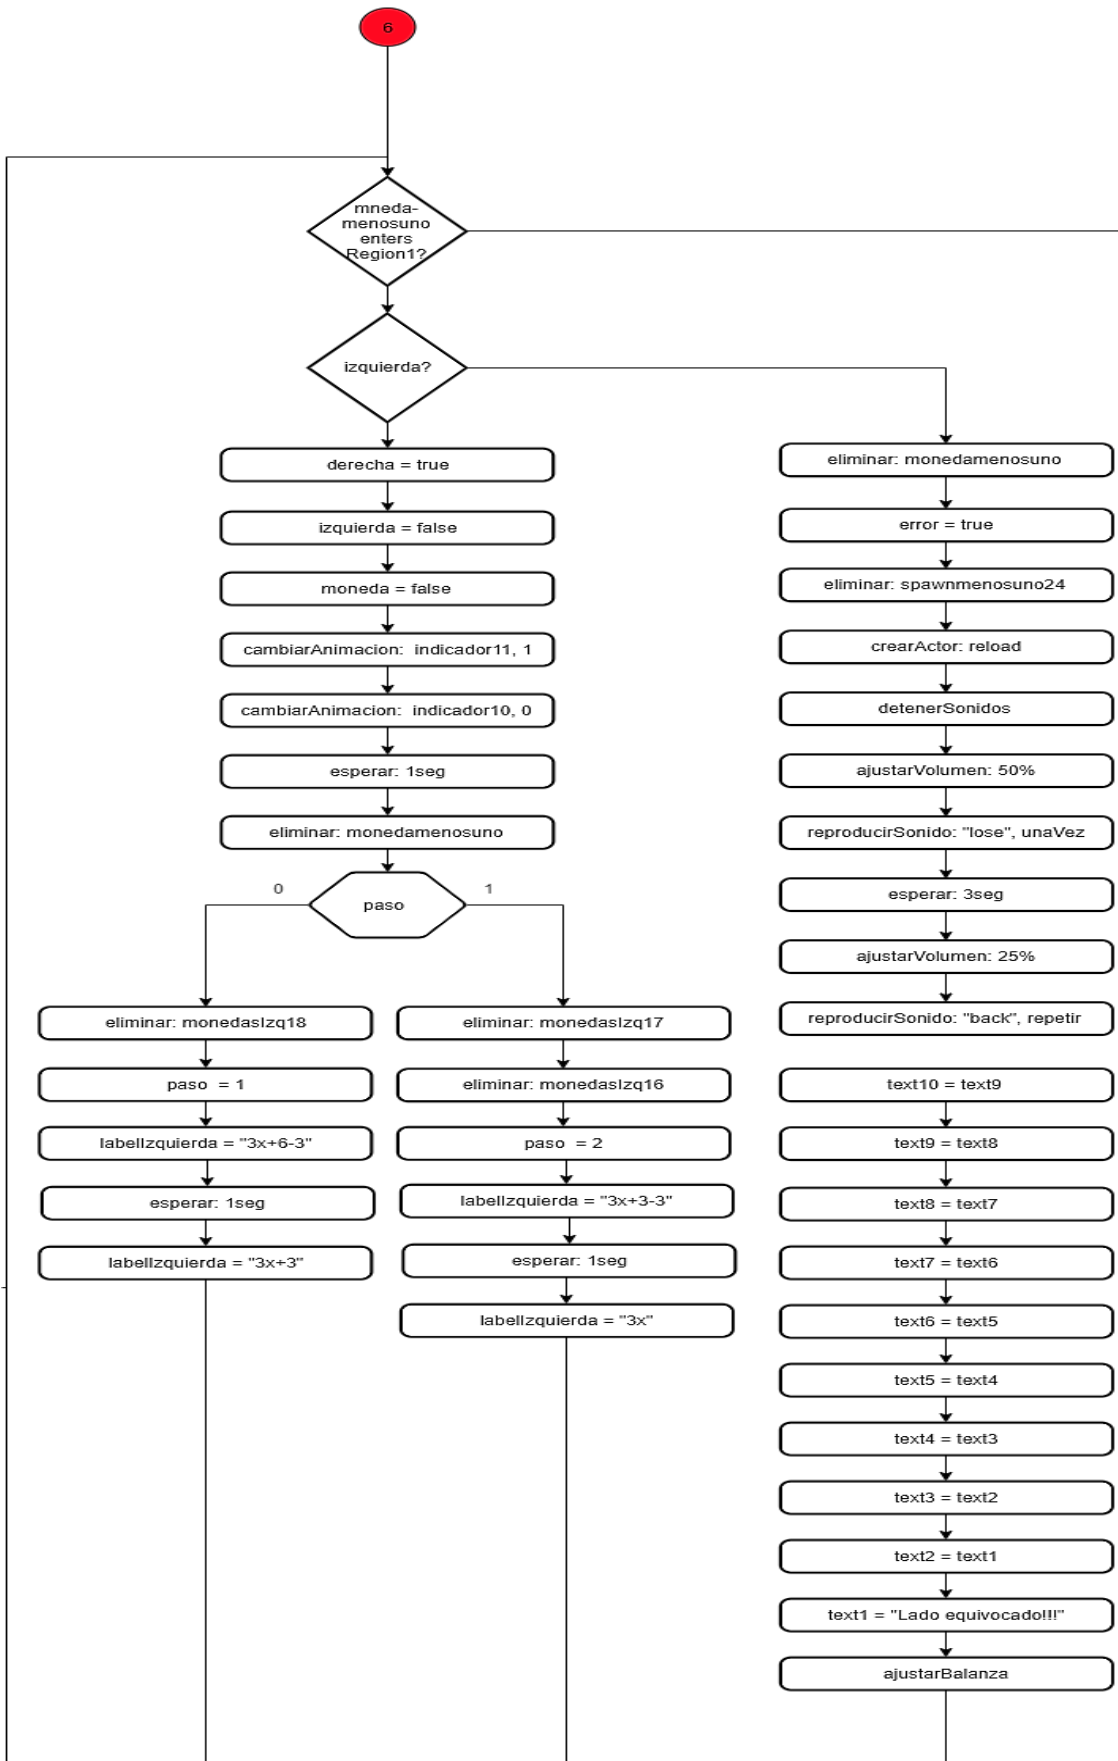 6
mneda-
menosuno
enters
Region1?
izquierda?
derecha = true
izquierda = false
moneda = false
cambiarAnimacion: indicador11, 1
cambiarAnimacion: indicador10, 0
esperar: 1seg
eliminar: monedamenosuno
0
paso
1
eliminar: monedasIzq18
paso = 1
labelIzquierda = "3x+6-3"
esperar: 1seg
labelIzquierda = "3x+3"
eliminar: monedasIzq17
eliminar: monedasIzq16
paso = 2
labelIzquierda = "3x+3-3"
esperar: 1seg
labelIzquierda = "3x"
eliminar: monedamenosuno
error = true
eliminar: spawnmenosuno24
crearActor: reload
detenerSonidos
ajustarVolumen: 50%
reproducirSonido: "lose", unaVez
esperar: 3seg
ajustarVolumen: 25%
reproducirSonido: "back", repetir
text10 = text9
text9 = text8
text8 = text7
text7 = text6
text6 = text5
text5 = text4
text4 = text3
text3 = text2
text2 = text1
text1 = "Lado equivocado!!!"
ajustarBalanza